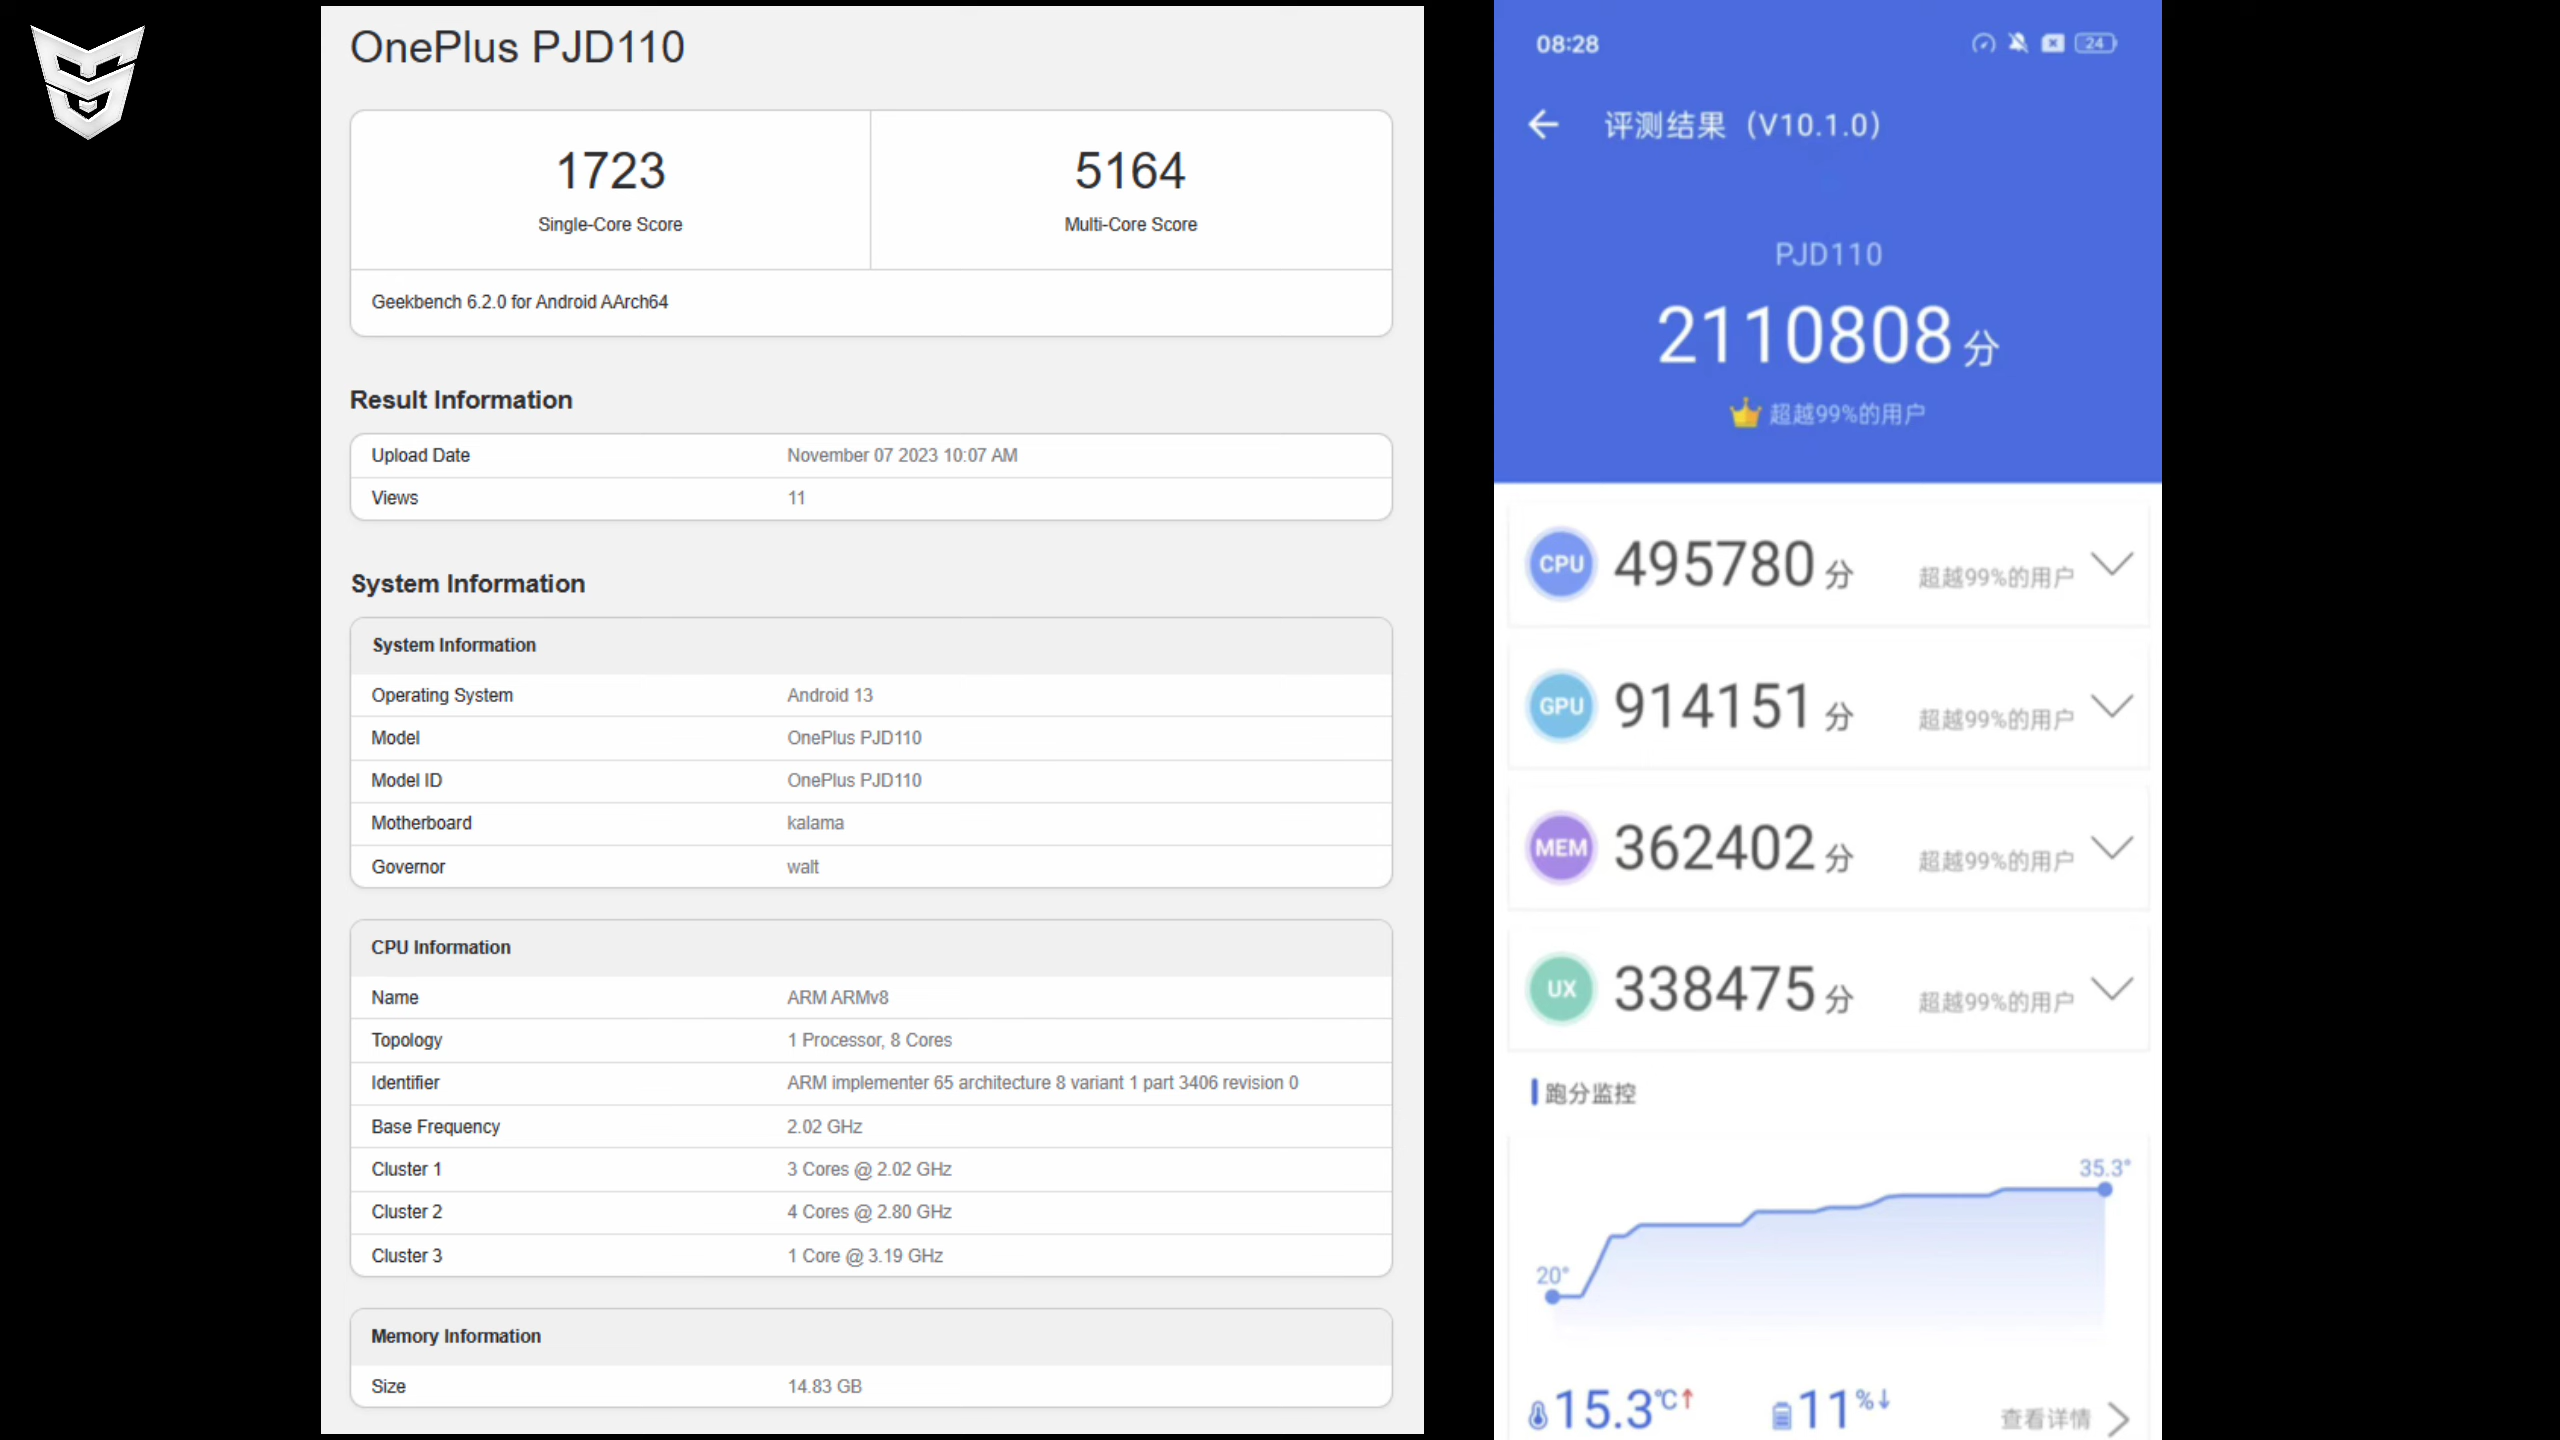 OnePlus PJD110
1723
Single-Core Score
5164
Multi-Core Score
Geekbench 6.2.0 for Android AArch64
Result Information
Upload Date November 07 2023 10:07 AM
Views 11
System Information
System Information
Operating System Android 13
Model OnePlus PJD110
Model ID OnePlus PJD110
Motherboard kalama
Governor walt
CPU Information
Name ARM ARMv8
Topology 1 Processor, 8 Cores
Identifier ARM implementer 65 architecture 8 variant 1 part 3406 revision 0
Base Frequency 2.02 GHz
Cluster 1 3 Cores @ 2.02 GHz
Cluster 2 4 Cores @ 2.80 GHz
Cluster 3 1 Core @ 3.19 GHz
Memory Information
Size 14.83 GB
08:28 24
评测结果（V10.1.0）
PJD110
2110808分
超越99%的用户
CPU 495780分 超越99%的用户
GPU 914151分 超越99%的用户
MEM 362402分 超越99%的用户
UX 338475分 超越99%的用户
跑分监控
35.3°
20°
15.3℃↑ 11%↓ 查看详情